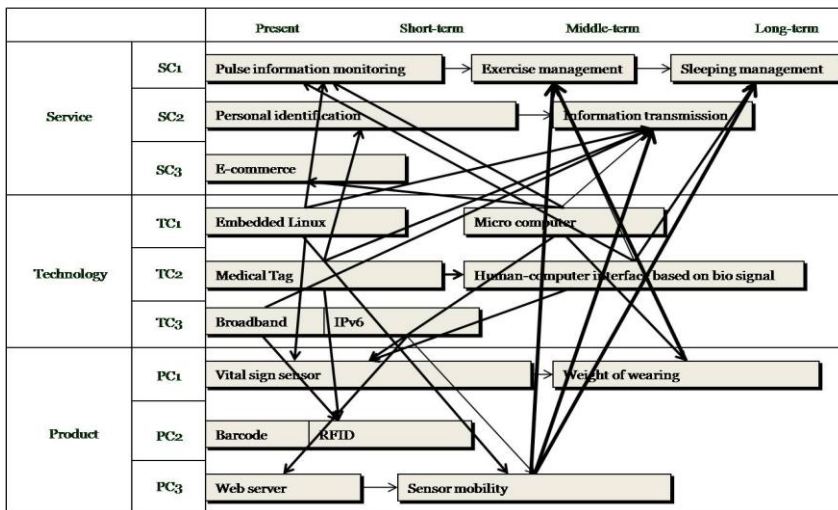 Present Short-term Middle-term Long-term
SC1 Pulse information monitoring Exercise management Sleeping management
Service SC2 Personal identification Information transmission
SC3 E-commerce
TC1 Embedded Linux Micro computer
Technology TC2 Medical Tag Human-computer interface based on bio signal
TC3 Broadband IPv6
PC1 Vital sign sensor Weight of wearing
Product PC2 Barcode RFID
PC3 Web server Sensor mobility